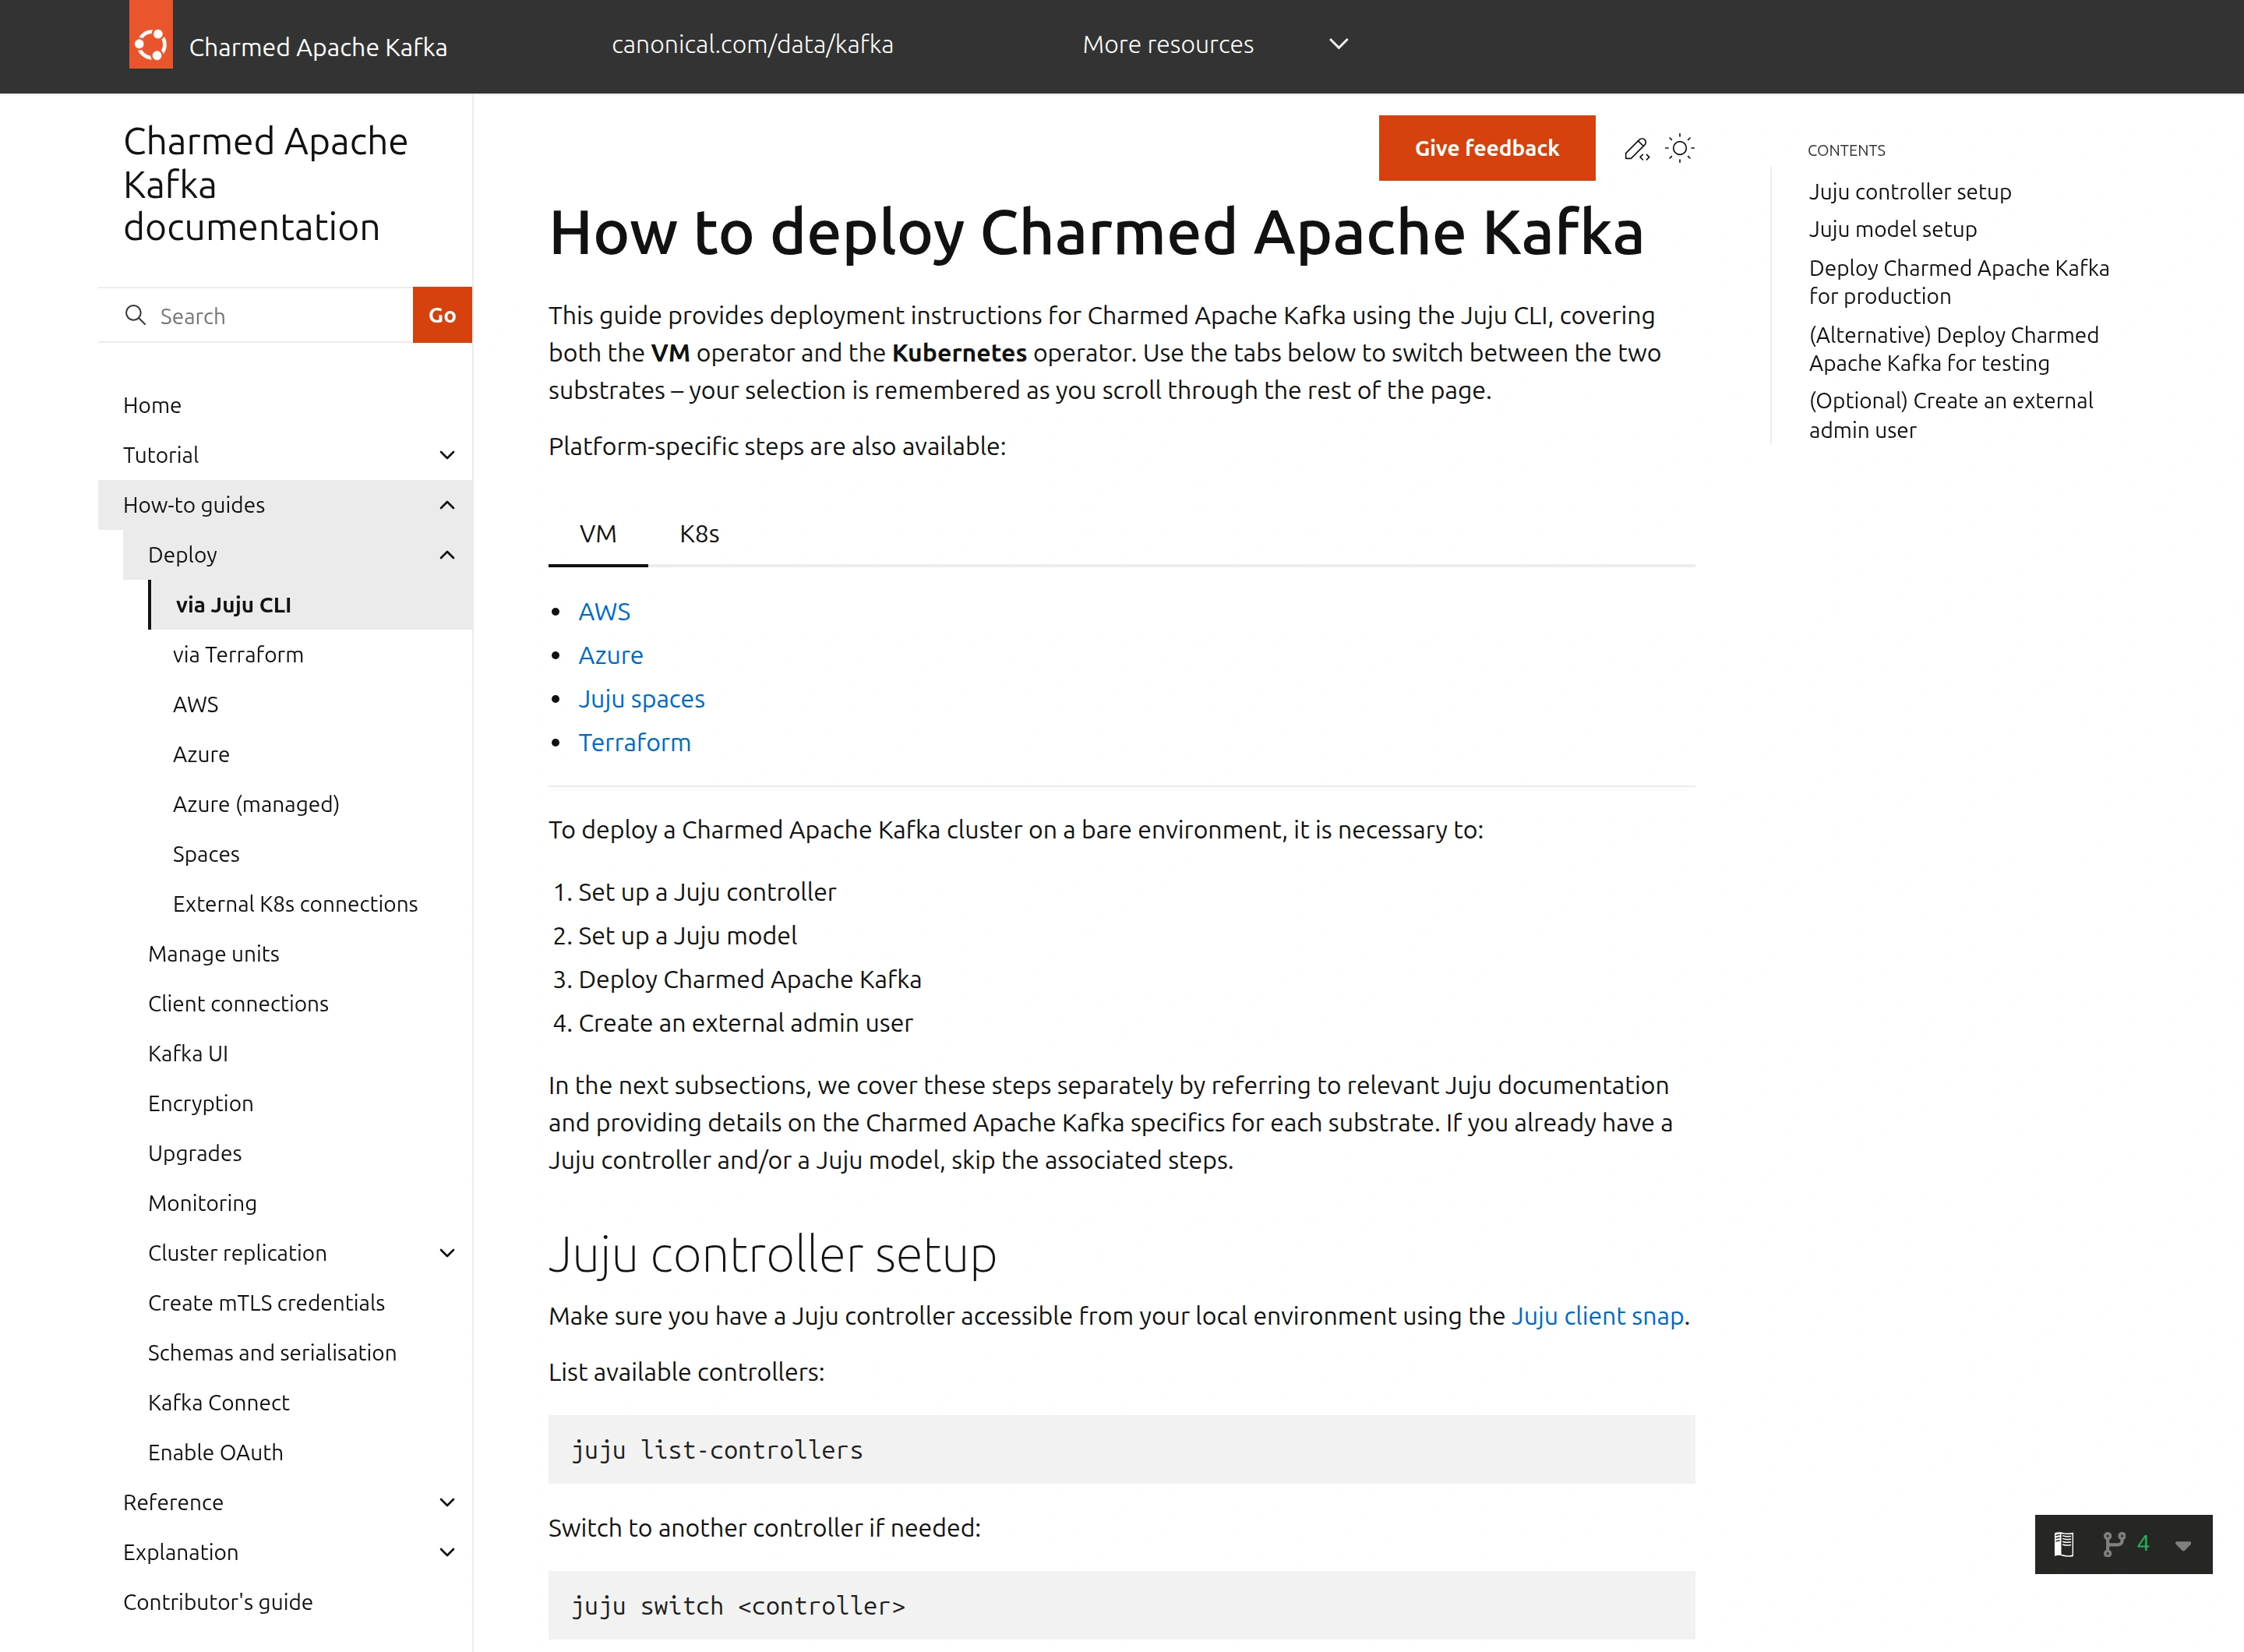 Charmed Apache Kafka
canonical.com/data/kafka
More resources
Charmed Apache
Kafka
documentation
Search
Go
Home
Tutorial
How-to guides
Deploy
via Juju CLI
via Terraform
AWS
Azure
Azure (managed)
Spaces
External K8s connections
Manage units
Client connections
Kafka UI
Encryption
Upgrades
Monitoring
Cluster replication
Create mTLS credentials
Schemas and serialisation
Kafka Connect
Enable OAuth
Reference
Explanation
Contributor's guide
Give feedback
How to deploy Charmed Apache Kafka
This guide provides deployment instructions for Charmed Apache Kafka using the Juju CLI, covering
both the VM operator and the Kubernetes operator. Use the tabs below to switch between the two
substrates – your selection is remembered as you scroll through the rest of the page.
Platform-specific steps are also available:
VM K8s
• AWS
• Azure
• Juju spaces
• Terraform
To deploy a Charmed Apache Kafka cluster on a bare environment, it is necessary to:
1. Set up a Juju controller
2. Set up a Juju model
3. Deploy Charmed Apache Kafka
4. Create an external admin user
In the next subsections, we cover these steps separately by referring to relevant Juju documentation
and providing details on the Charmed Apache Kafka specifics for each substrate. If you already have a
Juju controller and/or a Juju model, skip the associated steps.
Juju controller setup
Make sure you have a Juju controller accessible from your local environment using the Juju client snap.
List available controllers:
juju list-controllers
Switch to another controller if needed:
juju switch <controller>
CONTENTS
Juju controller setup
Juju model setup
Deploy Charmed Apache Kafka
for production
(Alternative) Deploy Charmed
Apache Kafka for testing
(Optional) Create an external
admin user
4